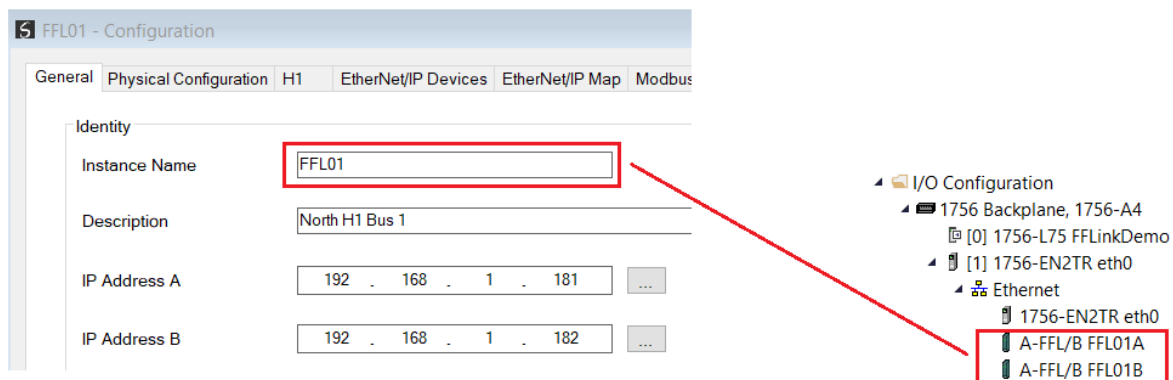 FFL01 - Configuration
General Physical Configuration H1 EtherNet/IP Devices EtherNet/IP Map Modbus
Identity
Instance Name FFL01
Description North H1 Bus 1
IP Address A 192 . 168 . 1 . 181 ...
IP Address B 192 . 168 . 1 . 182 ...
I/O Configuration
1756 Backplane, 1756-A4
[0] 1756-L75 FFLinkDemo
[1] 1756-EN2TR eth0
Ethernet
1756-EN2TR eth0
A-FFL/B FFL01A
A-FFL/B FFL01B